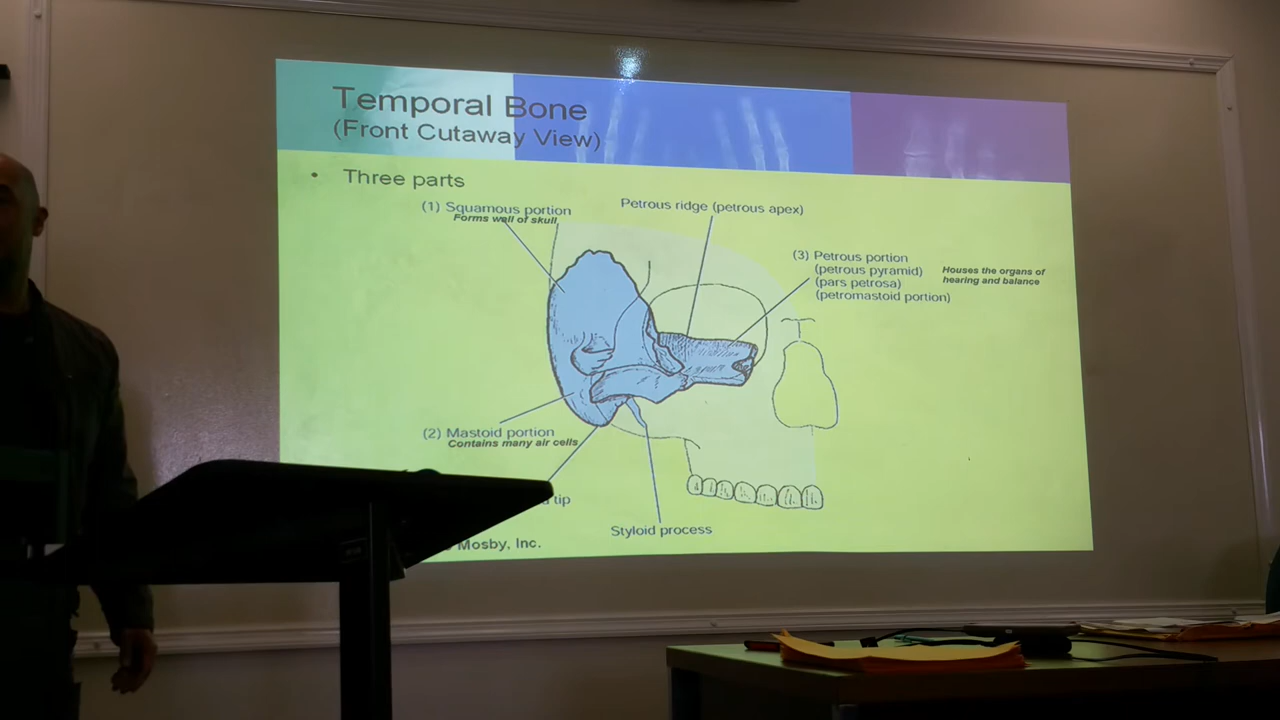 Temporal Bone
(Front Cutaway View)
• Three parts
(1) Squamous portion
Forms wall of skull
Petrous ridge (petrous apex)
(3) Petrous portion
(petrous pyramid)
(pars petrosa)
(petromastoid portion)
Houses the organs of
hearing and balance
(2) Mastoid portion
Contains many air cells
tip
Styloid process
Mosby, Inc.